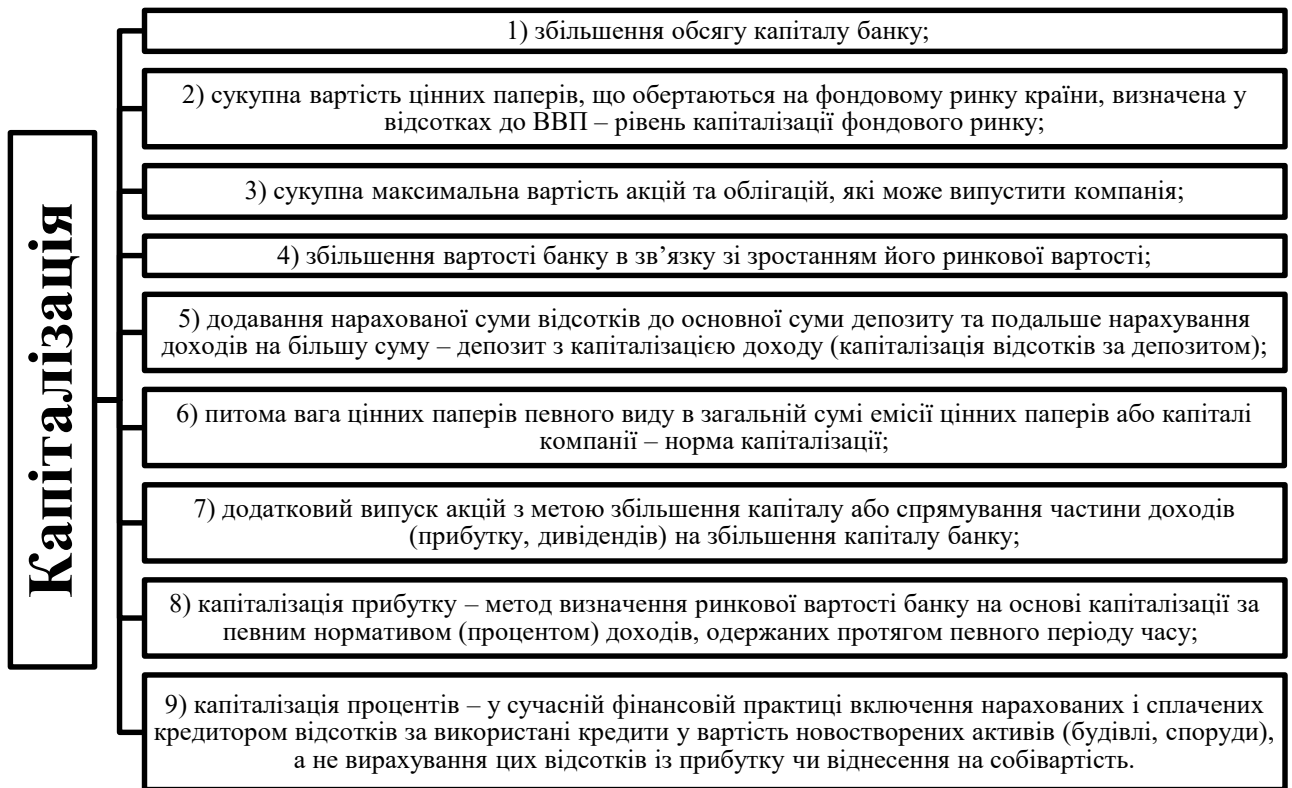 Капіталізація
1) збільшення обсягу капіталу банку;
2) сукупна вартість цінних паперів, що обертаються на фондовому ринку країни, визначена у
відсотках до ВВП – рівень капіталізації фондового ринку;
3) сукупна максимальна вартість акцій та облігацій, які може випустити компанія;
4) збільшення вартості банку в зв’язку зі зростанням його ринкової вартості;
5) додавання нарахованої суми відсотків до основної суми депозиту та подальше нарахування
доходів на більшу суму – депозит з капіталізацією доходу (капіталізація відсотків за депозитом);
6) питома вага цінних паперів певного виду в загальній сумі емісії цінних паперів або капіталі
компанії – норма капіталізації;
7) додатковий випуск акцій з метою збільшення капіталу або спрямування частини доходів
(прибутку, дивідендів) на збільшення капіталу банку;
8) капіталізація прибутку – метод визначення ринкової вартості банку на основі капіталізації за
певним нормативом (процентом) доходів, одержаних протягом певного періоду часу;
9) капіталізація процентів – у сучасній фінансовій практиці включення нарахованих і сплачених
кредитором відсотків за використані кредити у вартість новостворених активів (будівлі, споруди),
а не вирахування цих відсотків із прибутку чи віднесення на собівартість.